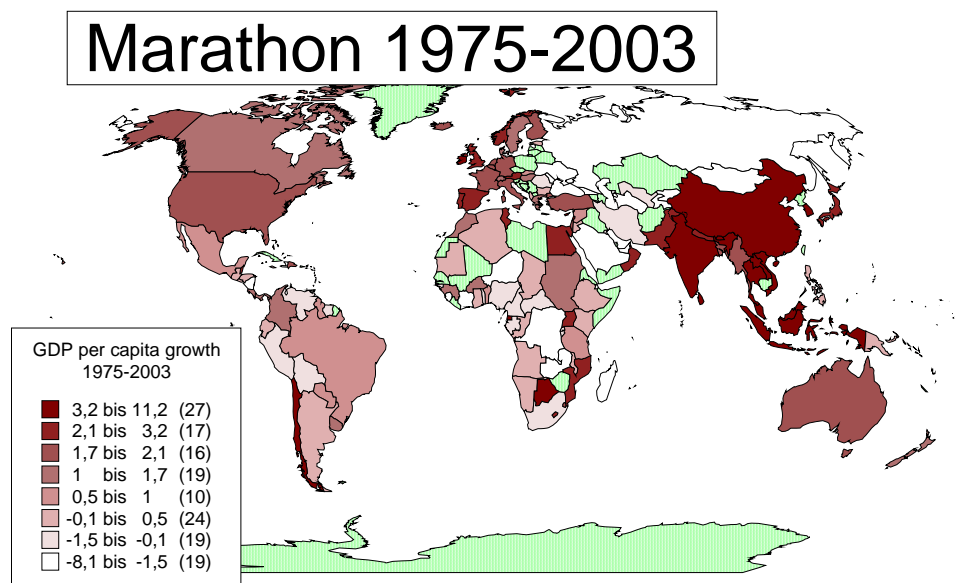 Marathon 1975-2003
GDP per capita growth
1975-2003
3,2 bis 11,2 (27)
2,1 bis 3,2 (17)
1,7 bis 2,1 (16)
1 bis 1,7 (19)
0,5 bis 1 (10)
-0,1 bis 0,5 (24)
-1,5 bis -0,1 (19)
-8,1 bis -1,5 (19)